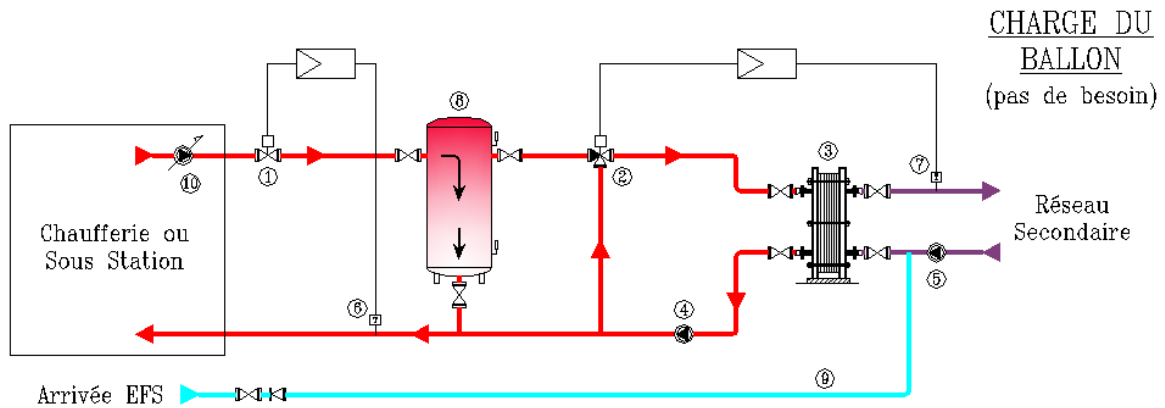 CHARGE DU
BALLON
(pas de besoin)
8
10
1
2
3
7
Chaufferie ou
Sous Station
Réseau
Secondaire
6
4
5
Arrivée EFS
9